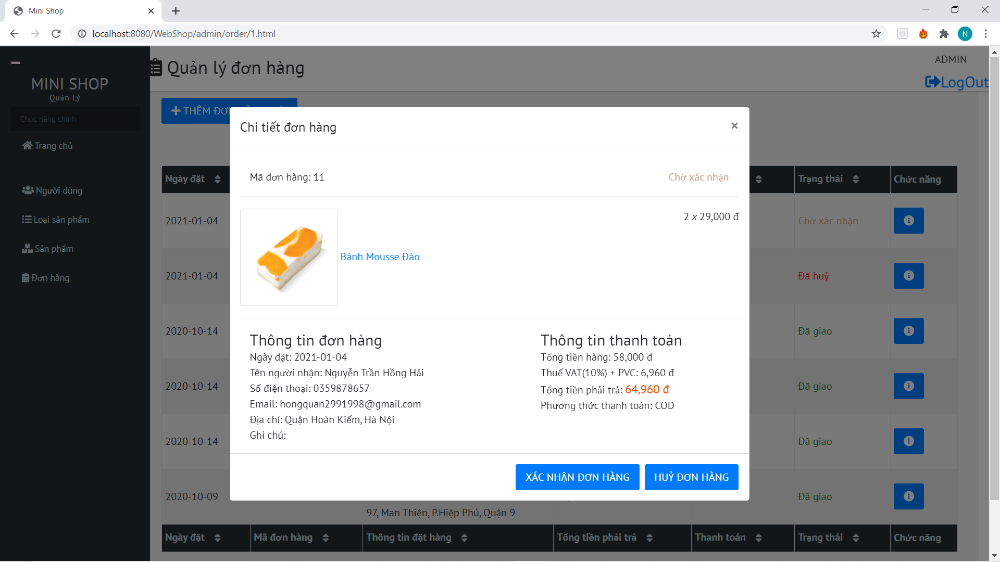 Mini Shop
localhost:8080/WebShop/admin/order/1.html
N
MINI SHOP
Quản Lý
Chức năng chính
Trang chủ
Người dùng
Loại sản phẩm
Sản phẩm
Đơn hàng
Quản lý đơn hàng
ADMIN
LogOut
THÊM
Chi tiết đơn hàng
×
Mã đơn hàng: 11
Chờ xác nhận
2 x 29,000 đ
Bánh Mousse Đào
Thông tin đơn hàng
Ngày đặt: 2021-01-04
Tên người nhận: Nguyễn Trần Hồng Hải
Số điện thoại: 0359878657
Email: hongquan2991998@gmail.com
Địa chỉ: Quận Hoàn Kiếm, Hà Nội
Ghi chú:
Thông tin thanh toán
Tổng tiền hàng: 58,000 đ
Thuế VAT(10%) + PVC: 6,960 đ
Tổng tiền phải trả: 64,960 đ
Phương thức thanh toán: COD
XÁC NHẬN ĐƠN HÀNG
HUỶ ĐƠN HÀNG
Ngày đặt
Trạng thái
Chức năng
2021-01-04
Chờ xác nhận
2021-01-04
Đã huỷ
2020-10-14
Đã giao
2020-10-14
Đã giao
2020-10-14
Đã giao
2020-10-09
Đã giao
97, Man Thiện, P.Hiệp Phú, Quận 9
Ngày đặt
Mã đơn hàng
Thông tin đặt hàng
Tổng tiền phải trả
Thanh toán
Trạng thái
Chức năng